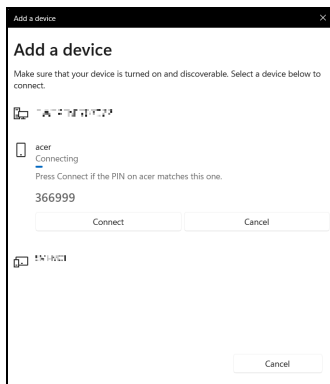 Add a device
Add a device
Make sure that your device is turned on and discoverable. Select a device below to
connect.
acer
Connecting
Press Connect if the PIN on acer matches this one.
366999
Connect
Cancel
Cancel